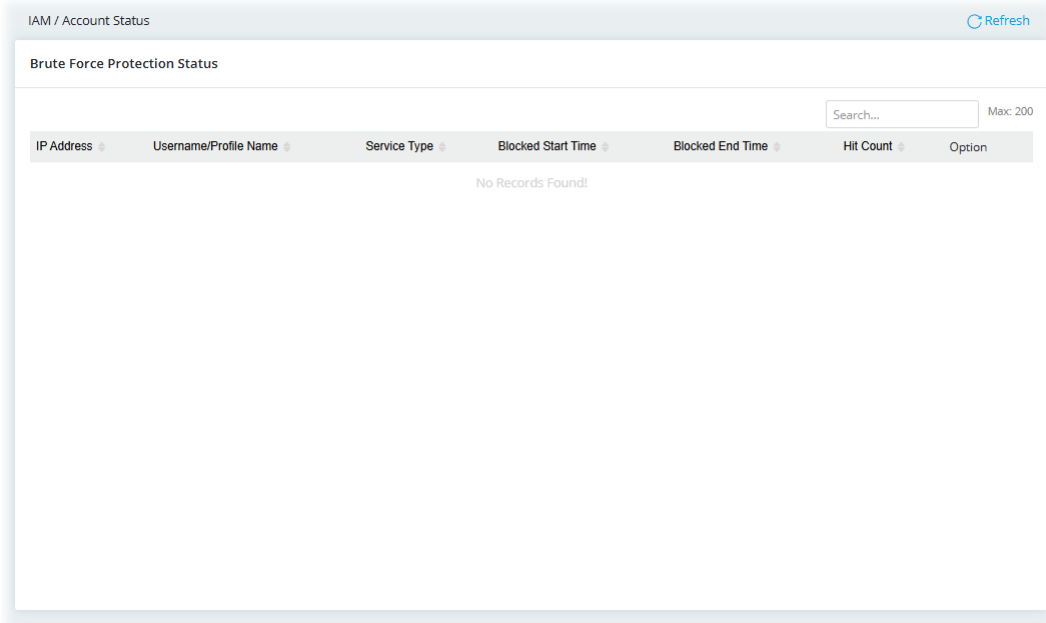 IAM / Account Status
Refresh
Brute Force Protection Status
Search...
Max: 200
IP Address Username/Profile Name Service Type Blocked Start Time Blocked End Time Hit Count Option
No Records Found!